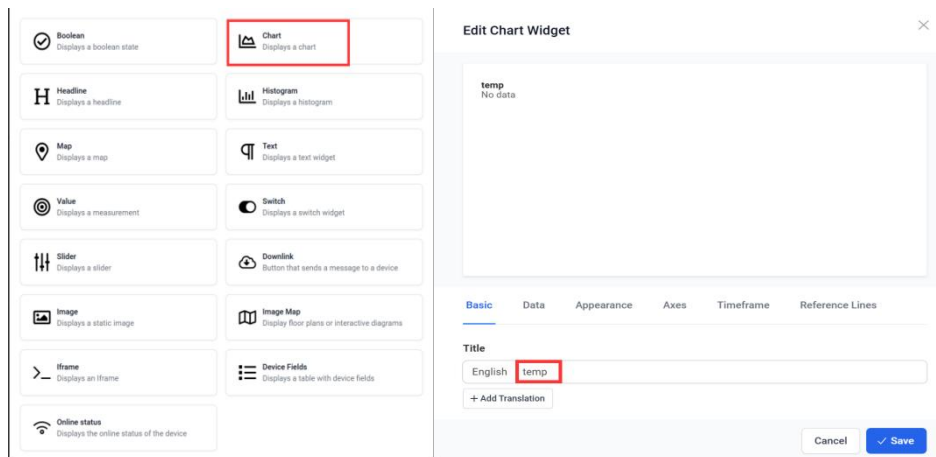 Boolean
Displays a boolean state
Chart
Displays a chart
Headline
Displays a headline
Histogram
Displays a histogram
Map
Displays a map
Text
Displays a text widget
Value
Displays a measurement
Switch
Displays a switch widget
Slider
Displays a slider
Downlink
Button that sends a message to a device
Image
Displays a static image
Image Map
Display floor plans or interactive diagrams
Iframe
Displays an Iframe
Device Fields
Displays a table with device fields
Online status
Displays the online status of the device
Edit Chart Widget
temp
No data
Basic Data Appearance Axes Timeframe Reference Lines
Title
English temp
+ Add Translation
Cancel Save